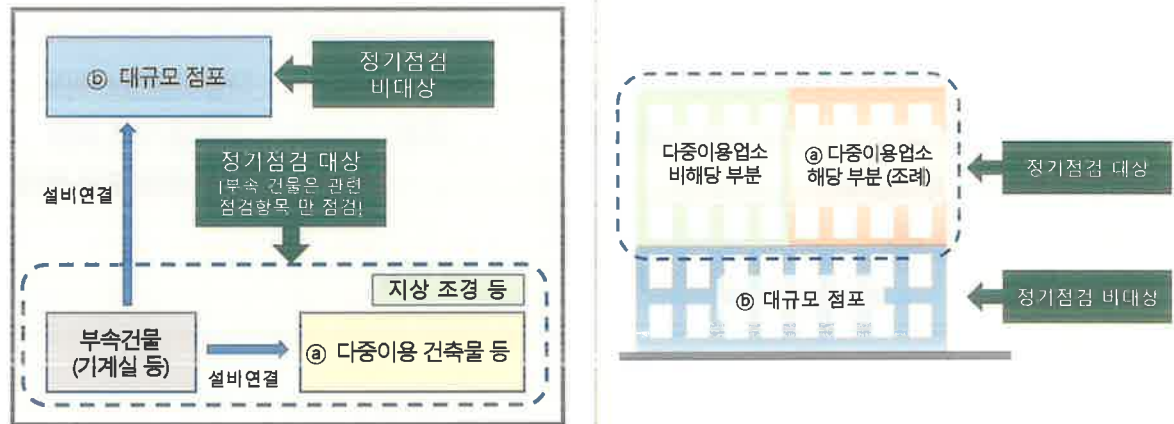 ⓑ 대규모 점포
정기점검
비대상
정기점검 대상
[부속 건물은 관련
점검항목 만 점검]
설비연결
지상 조경 등
부속건물
(기계실 등)
설비연결
ⓐ 다중이용 건축물 등
다중이용업소
비해당 부분
ⓐ 다중이용업소
해당 부분 (조례)
정기점검 대상
ⓑ 대규모 점포
정기점검 비대상